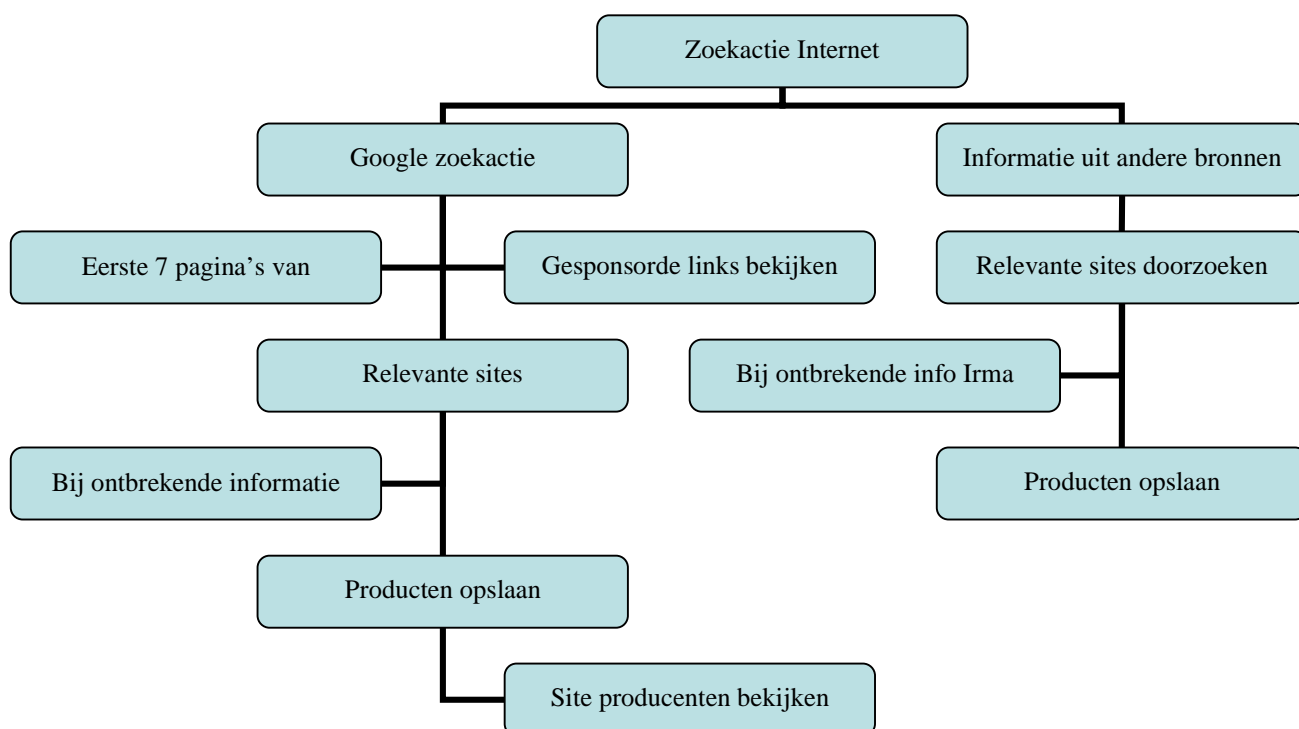 Zoekactie Internet
Google zoekactie
Informatie uit andere bronnen
Eerste 7 pagina’s van
Gesponsorde links bekijken
Relevante sites doorzoeken
Relevante sites
Bij ontbrekende info Irma
Bij ontbrekende informatie
Producten opslaan
Producten opslaan
Site producenten bekijken